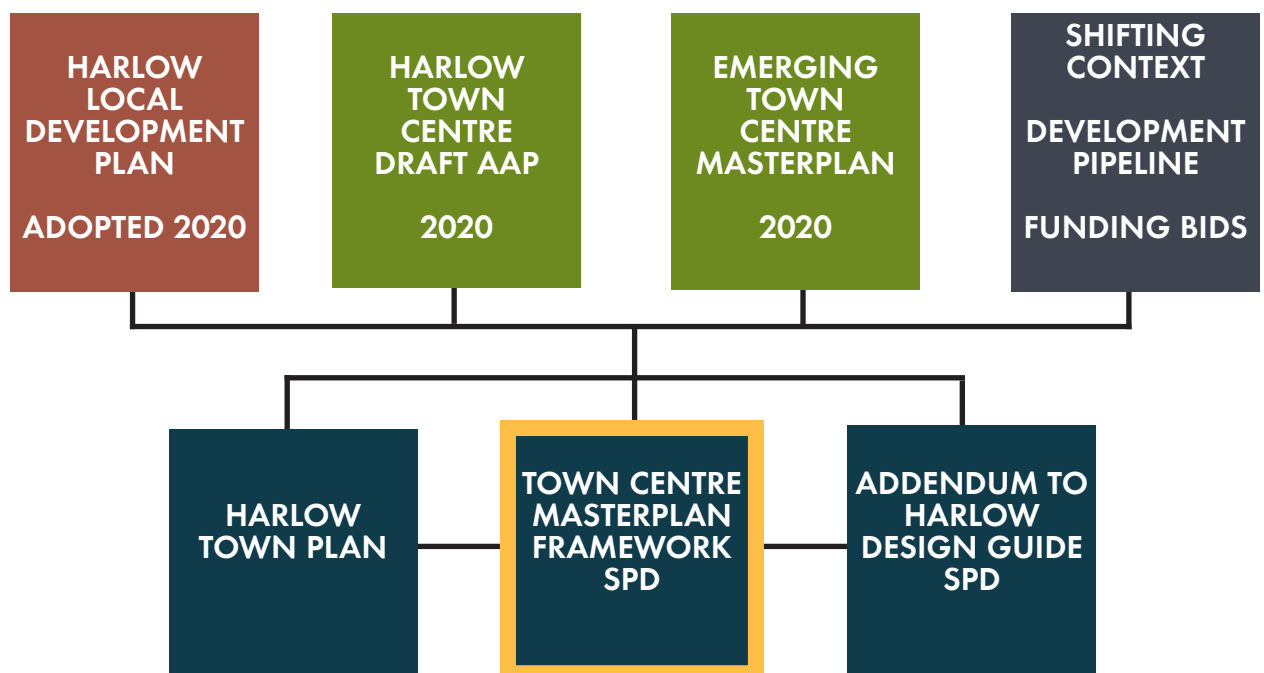 HARLOW
LOCAL
DEVELOPMENT
PLAN
ADOPTED 2020
HARLOW
TOWN
CENTRE
DRAFT AAP
2020
EMERGING
TOWN
CENTRE
MASTERPLAN
2020
SHIFTING
CONTEXT
DEVELOPMENT
PIPELINE
FUNDING BIDS
HARLOW
TOWN PLAN
TOWN CENTRE
MASTERPLAN
FRAMEWORK
SPD
ADDENDUM TO
HARLOW
DESIGN GUIDE
SPD